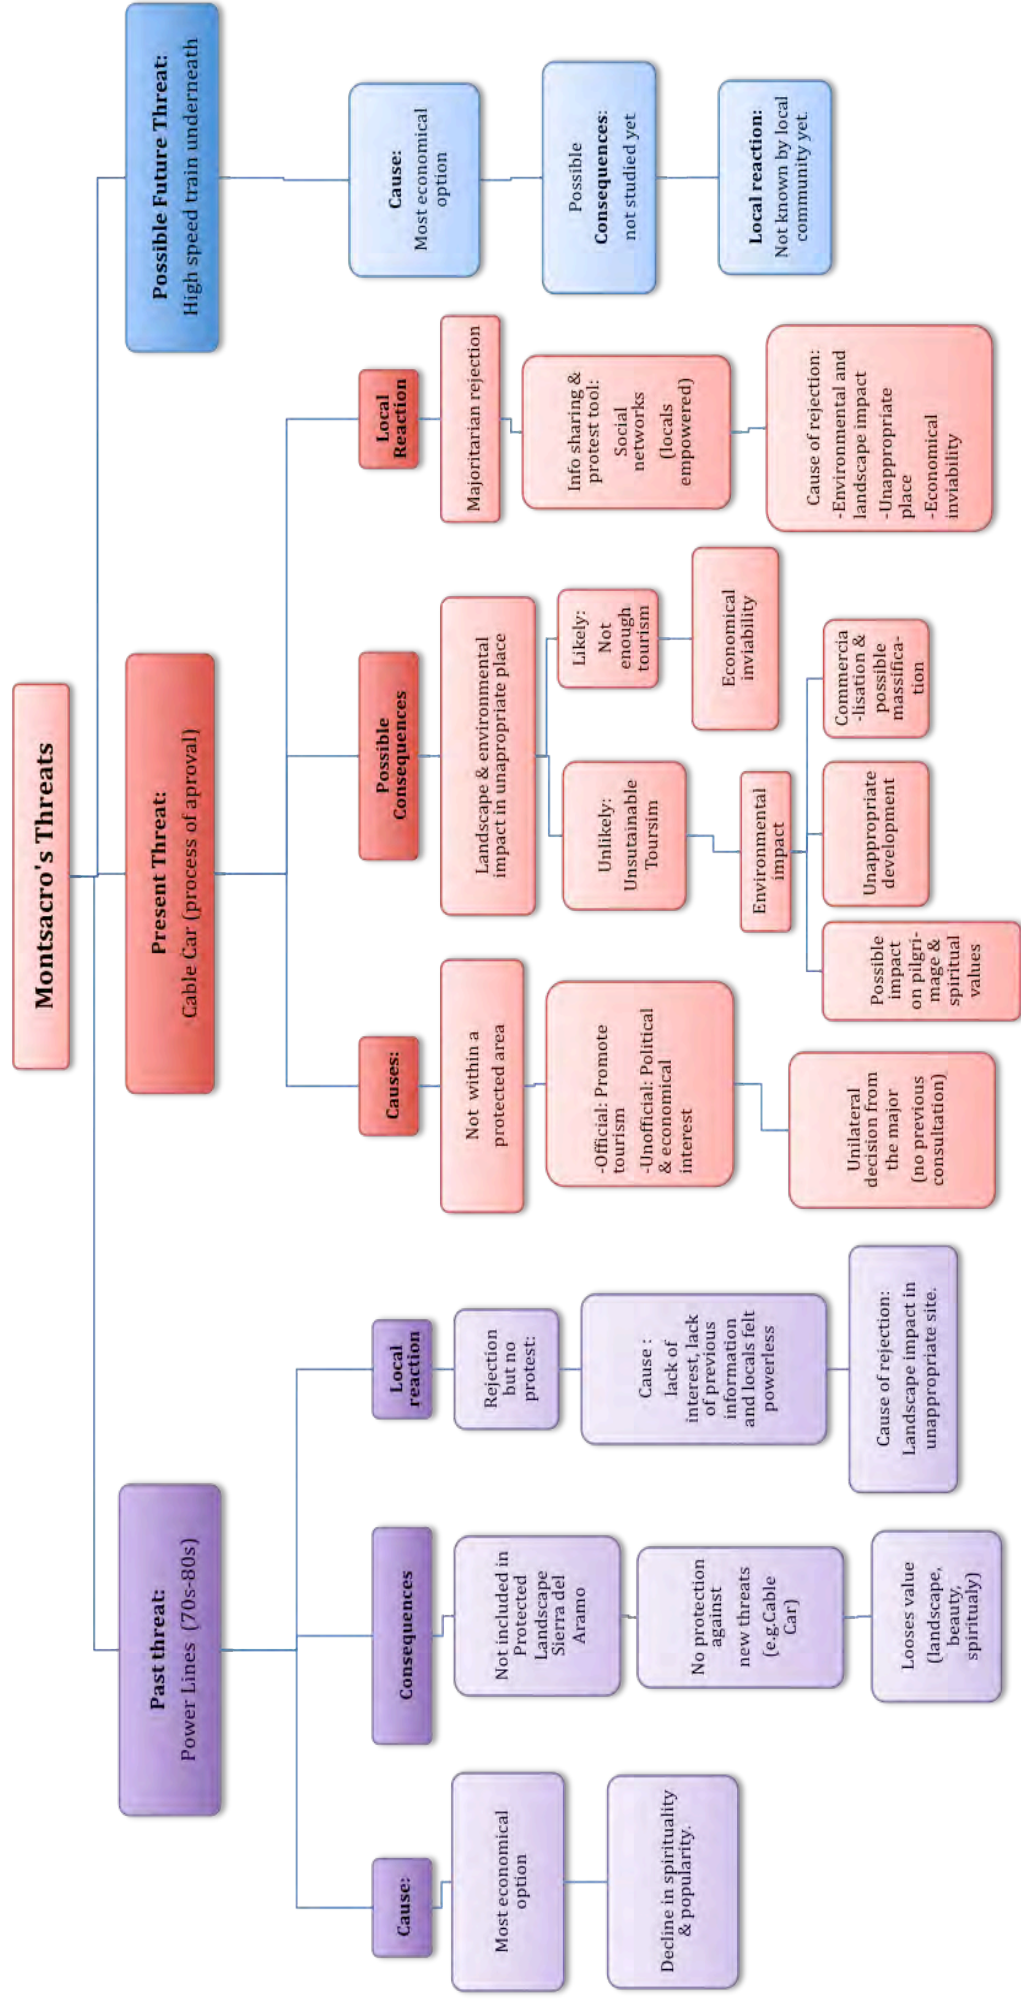 Montsacro's Threats
Past threat:
Power Lines (70s-80s)
Cause:
Most economical
option
Decline in spirituality
& popularity.
Consequences
Not included in
Protected
Landscape
Sierra del
Aramo
No protection
against
new threats
(e.g.Cable
Car)
Looses value
(landscape,
beauty,
spiritualy)
Local
reaction
Rejection
but no
protest:
Cause :
lack of
interest, lack
of previous
information
and locals felt
powerless
Cause of rejection:
Landscape impact in
unappropriate site.
Present Threat:
Cable Car (process of aproval)
Causes:
Not within a
protected area
-Official: Promote
tourism
-Unofficial: Political
& economical
interest
Unilateral
decision from
the major
(no previous
consultation)
Possible
Consequences
Landscape & environmental
impact in unapropriate place
Unlikely:
Unsutainable
Toursim
Environmental
impact
Possible
impact
on pilgri-
mage &
spiritual
values
Unappropriate
development
Commercia
-lisation &
possible
massifica-
tion
Likely:
Not
enough
tourism
Economical
inviability
Local
Reaction
Majoritarian rejection
Info sharing &
protest tool:
Social
networks
(locals
empowered)
Cause of rejection:
-Environmental and
landscape impact
-Unappropriate
place
-Economical
inviability
Possible Future Threat:
High speed train underneath
Cause:
Most economical
option
Possible
Consequences:
not studied yet
Local reaction:
Not known by local
community yet.